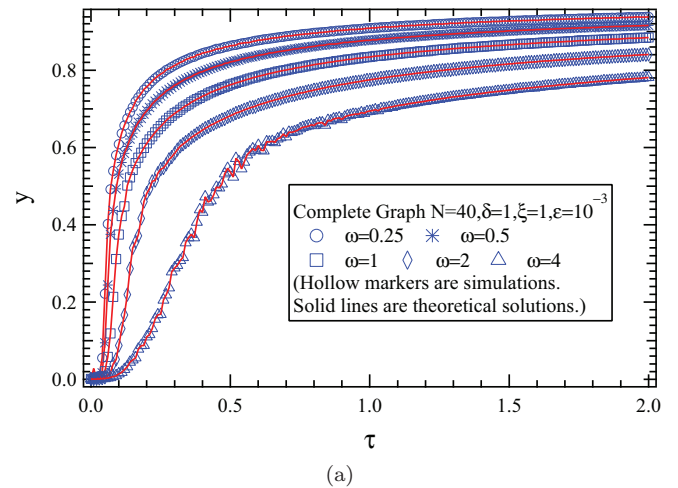 y
0.8
0.6
0.4
0.2
0.0
Complete Graph N=40,δ=1,ξ=1,ε=10⁻³
ω=0.25 ω=0.5
ω=1 ω=2 ω=4
(Hollow markers are simulations.
Solid lines are theoretical solutions.)
0.0 0.5 1.0 1.5 2.0
τ
(a)